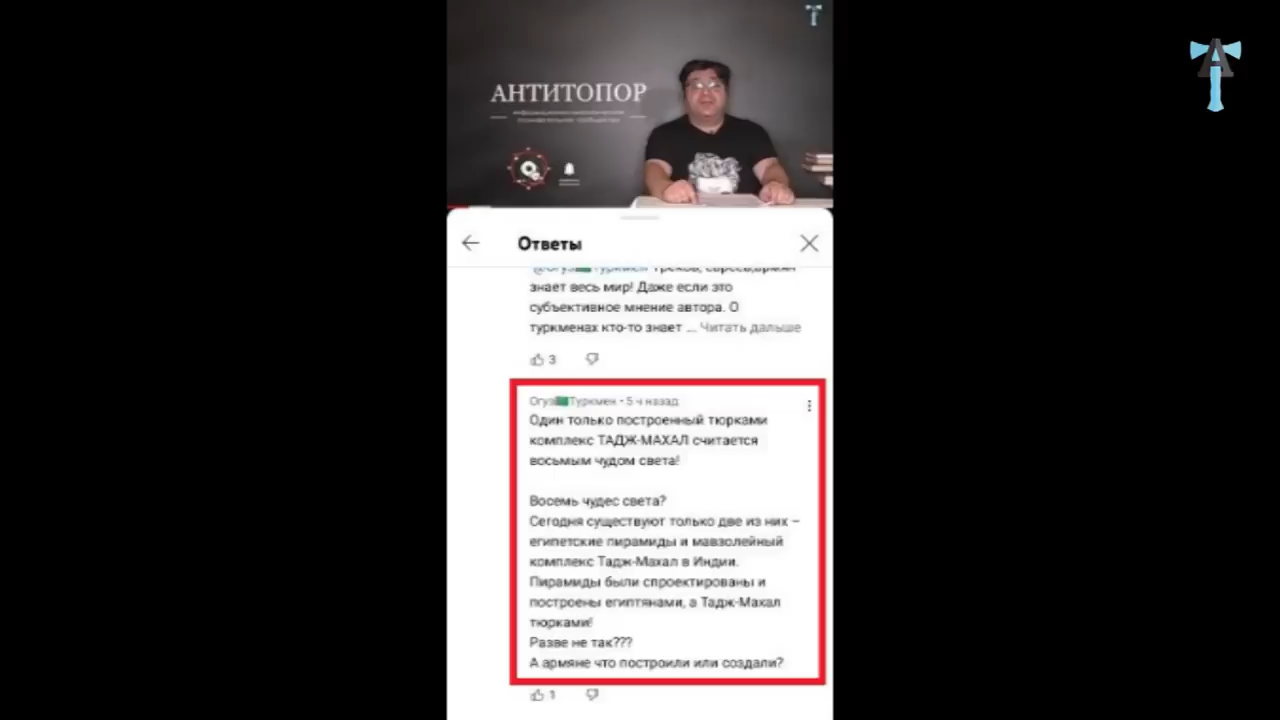 АНТИТОПОР
Ответы
знает весь мир! Даже если это
субъективное мнение автора. О
туркменах кто-то знает ... Читать дальше
3
Огуз Туркмен • 5 ч назад
Один только построенный тюрками
комплекс ТАДЖ-МАХАЛ считается
восьмым чудом света!
Восемь чудес света?
Сегодня существуют только две из них –
египетские пирамиды и мавзолейный
комплекс Тадж-Махал в Индии.
Пирамиды были спроектированы и
построены египтянами, а Тадж-Махал
тюрками!
Разве не так???
А армяне что построили или создали?
1